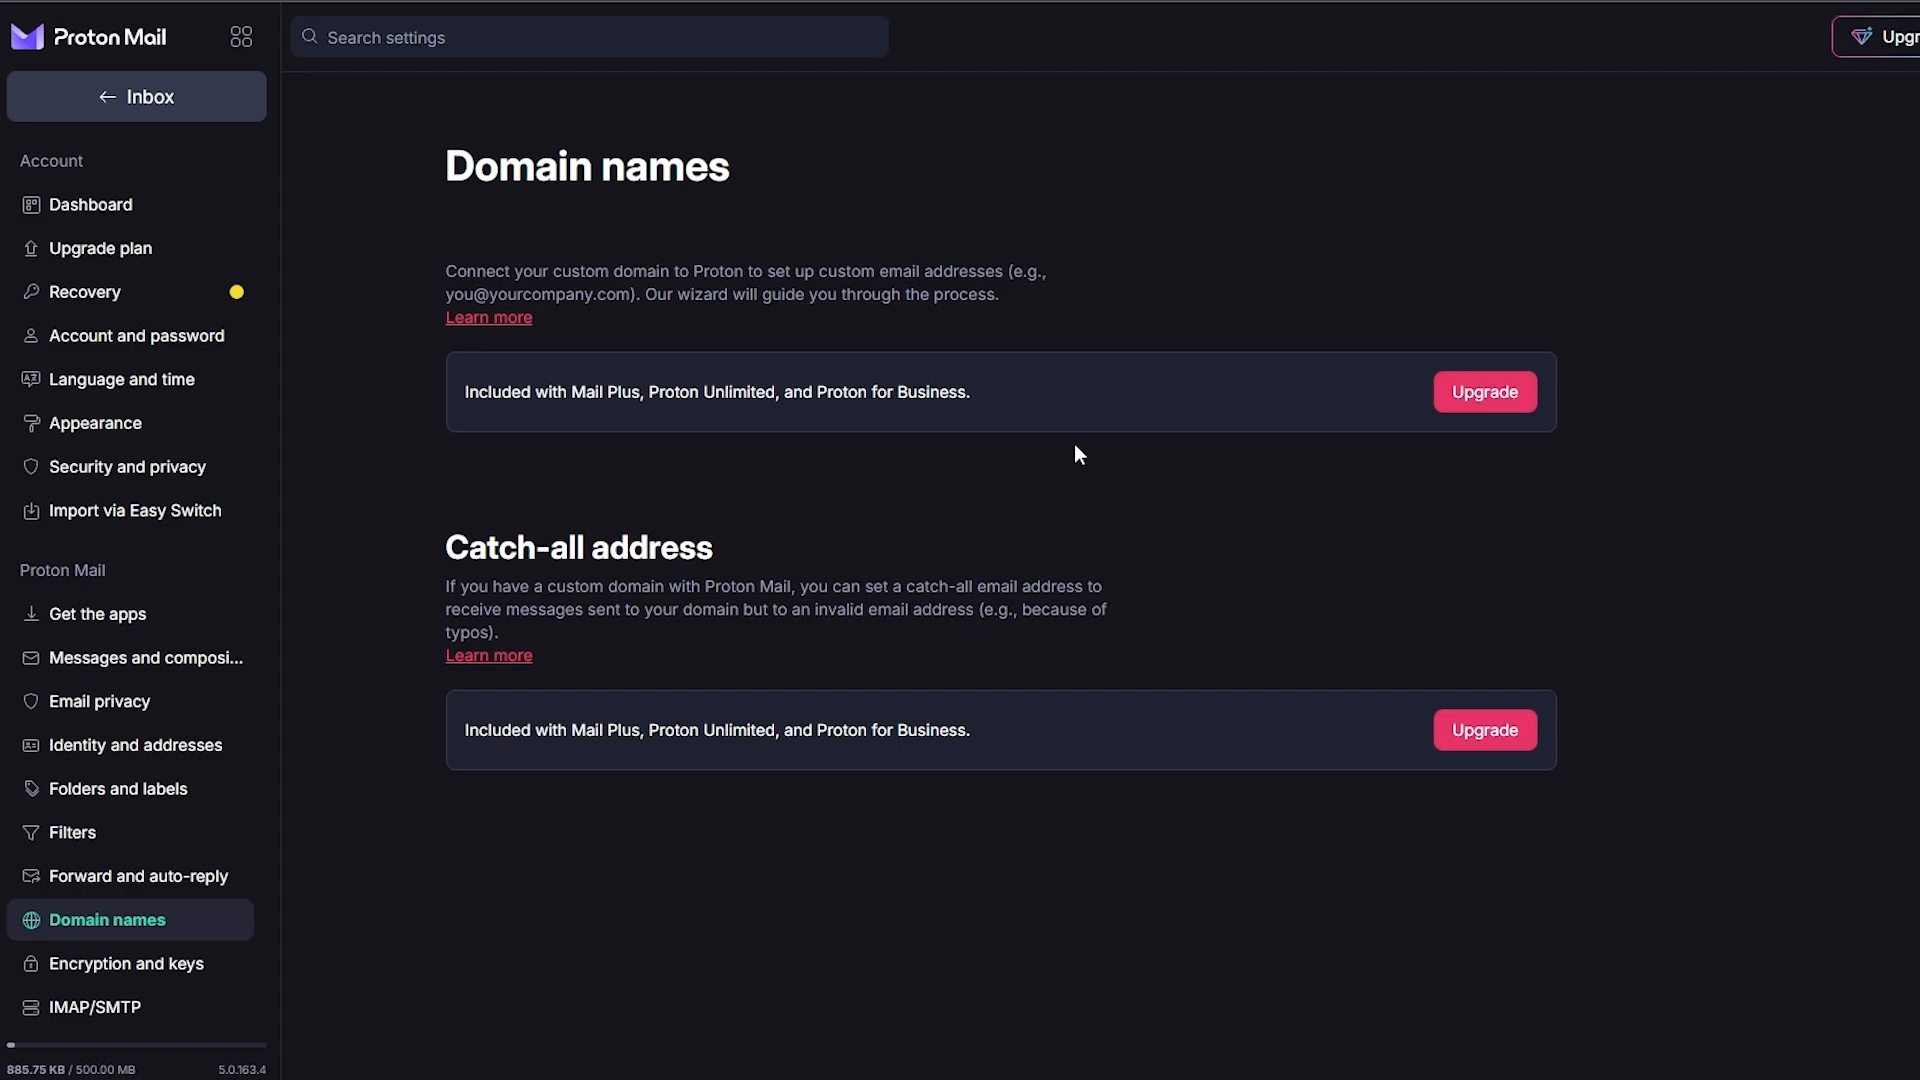 Proton Mail
Search settings
Upgr
← Inbox
Account
Dashboard
Upgrade plan
Recovery
Account and password
Language and time
Appearance
Security and privacy
Import via Easy Switch
Proton Mail
Get the apps
Messages and composi...
Email privacy
Identity and addresses
Folders and labels
Filters
Forward and auto-reply
Domain names
Encryption and keys
IMAP/SMTP
885.75 KB / 500.00 MB
5.0.163.4
Domain names
Connect your custom domain to Proton to set up custom email addresses (e.g.,
you@yourcompany.com). Our wizard will guide you through the process.
Learn more
Included with Mail Plus, Proton Unlimited, and Proton for Business.
Upgrade
Catch-all address
If you have a custom domain with Proton Mail, you can set a catch-all email address to
receive messages sent to your domain but to an invalid email address (e.g., because of
typos).
Learn more
Included with Mail Plus, Proton Unlimited, and Proton for Business.
Upgrade